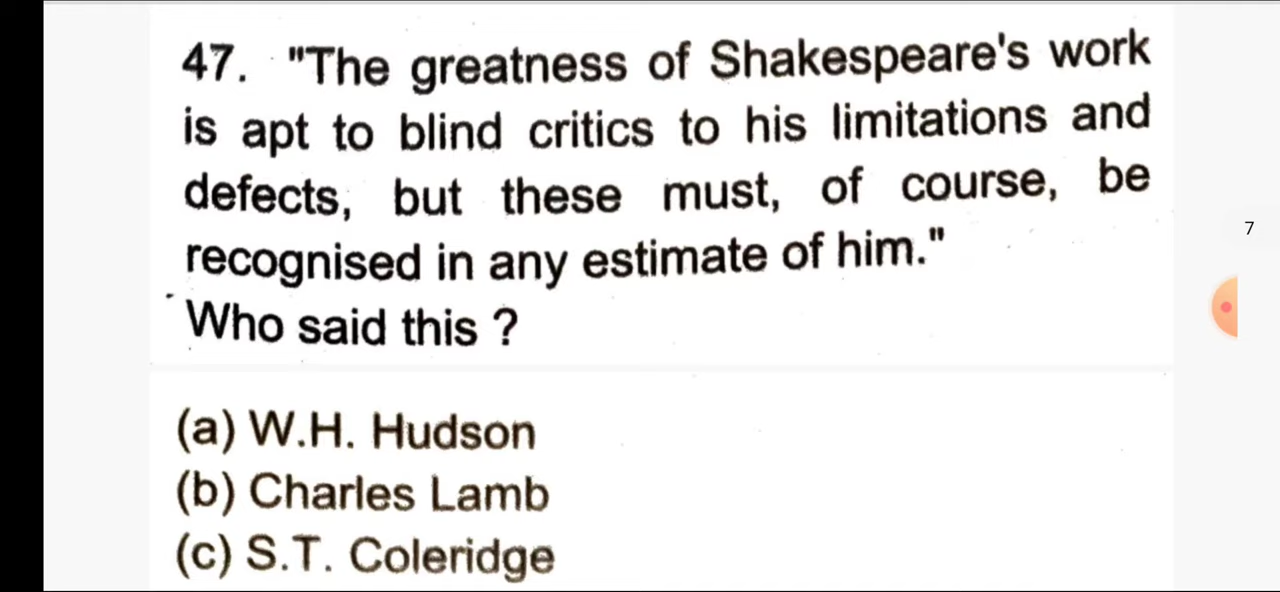 47. "The greatness of Shakespeare's work
is apt to blind critics to his limitations and
defects, but these must, of course, be
recognised in any estimate of him."
Who said this ?
(a) W.H. Hudson
(b) Charles Lamb
(c) S.T. Coleridge
7